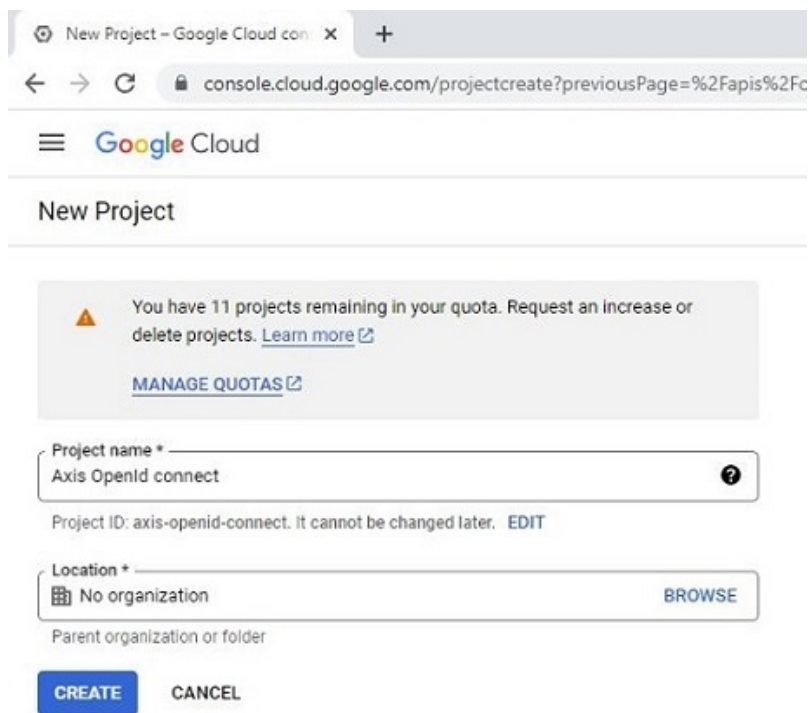 New Project – Google Cloud con
console.cloud.google.com/projectcreate?previousPage=%2Fapis%2Fc
Google Cloud
New Project
You have 11 projects remaining in your quota. Request an increase or
delete projects. Learn more
MANAGE QUOTAS
Project name *
Axis OpenId connect
Project ID: axis-openid-connect. It cannot be changed later. EDIT
Location *
No organization BROWSE
Parent organization or folder
CREATE CANCEL